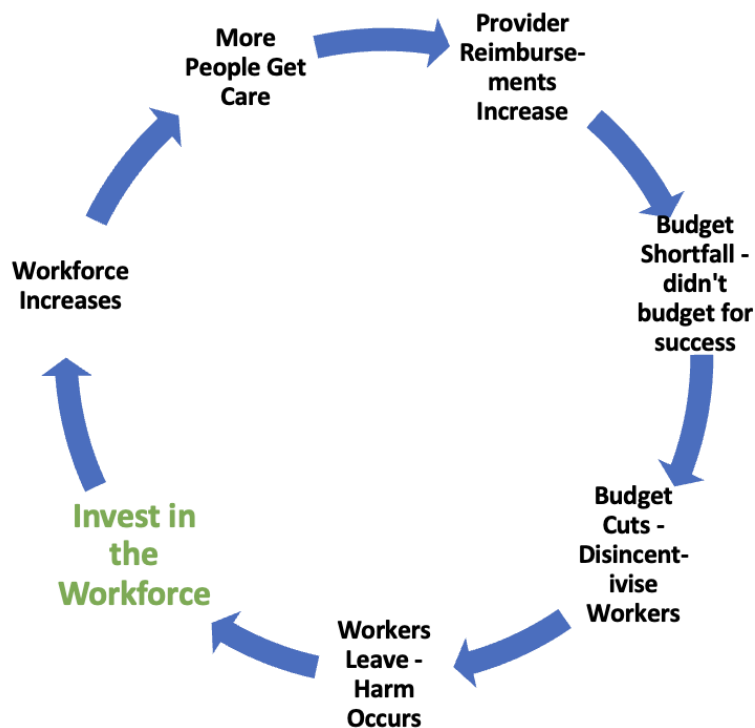 More
People Get
Care
Provider
Reimburse-
ments
Increase
Budget
Shortfall -
didn't
budget for
success
Budget
Cuts -
Disincent-
ivise
Workers
Workers
Leave -
Harm
Occurs
Invest in
the
Workforce
Workforce
Increases